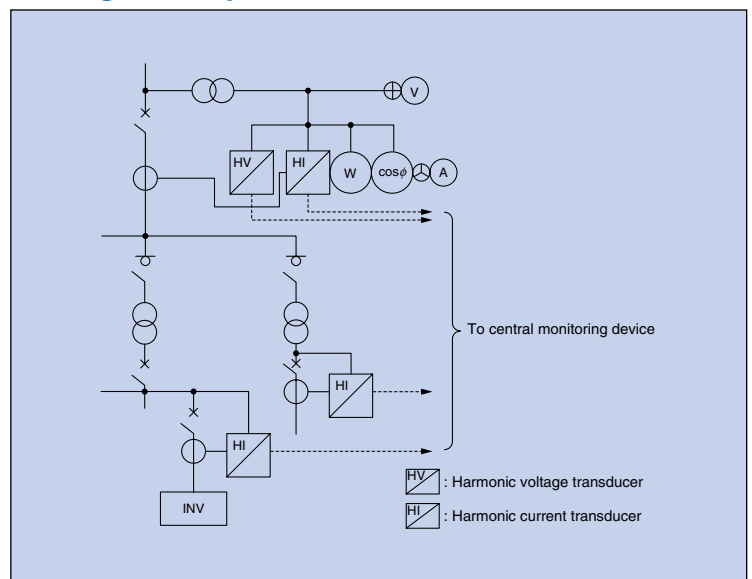 V
HV
HI
W
cosϕ
A
To central monitoring device
HI
HI
INV
HV : Harmonic voltage transducer
HI : Harmonic current transducer